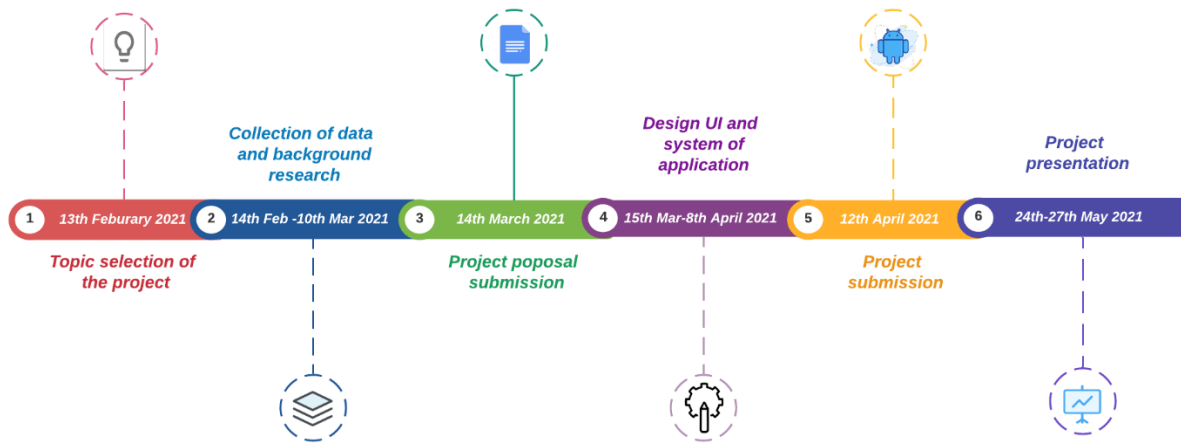 Collection of data
and background
research
Design UI and
system of
application
Project
presentation
1 13th Feburary 2021 2 14th Feb -10th Mar 2021 3 14th March 2021 4 15th Mar-8th April 2021 5 12th April 2021 6 24th-27th May 2021
Topic selection of
the project
Project poposal
submission
Project
submission